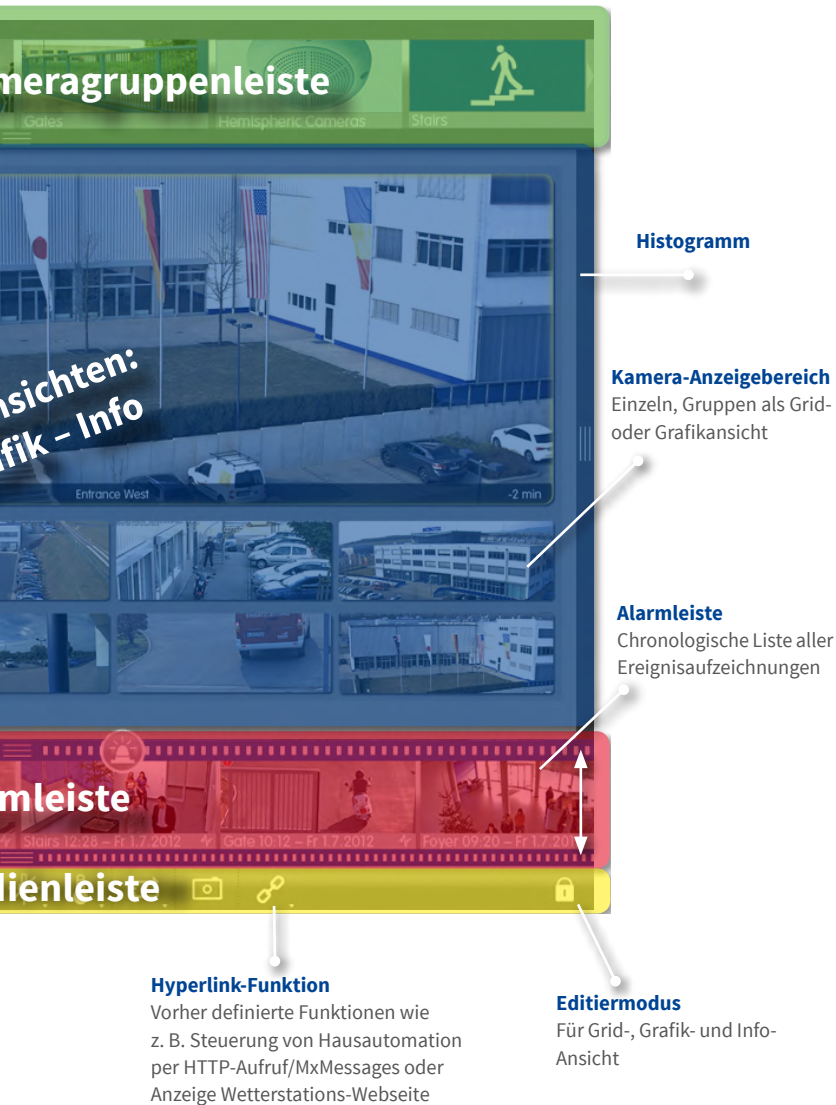 meragruppenleiste
Gates
Hemispheric Cameras
Stairs
Histogramm
Kamera-Anzeigebereich
Einzeln, Gruppen als Grid-
oder Grafikansicht
nsichten:
fik – Info
Entrance West
-2 min
Alarmleiste
Chronologische Liste aller
Ereignisaufzeichnungen
mleiste
Stairs 12:28 – Fr 1.7.2012
Gate 10:12 – Fr 1.7.2012
Foyer 09:20 – Fr 1.7.201
dienleiste
Hyperlink-Funktion
Vorher definierte Funktionen wie
z. B. Steuerung von Hausautomation
per HTTP-Aufruf/MxMessages oder
Anzeige Wetterstations-Webseite
Editiermodus
Für Grid-, Grafik- und Info-
Ansicht